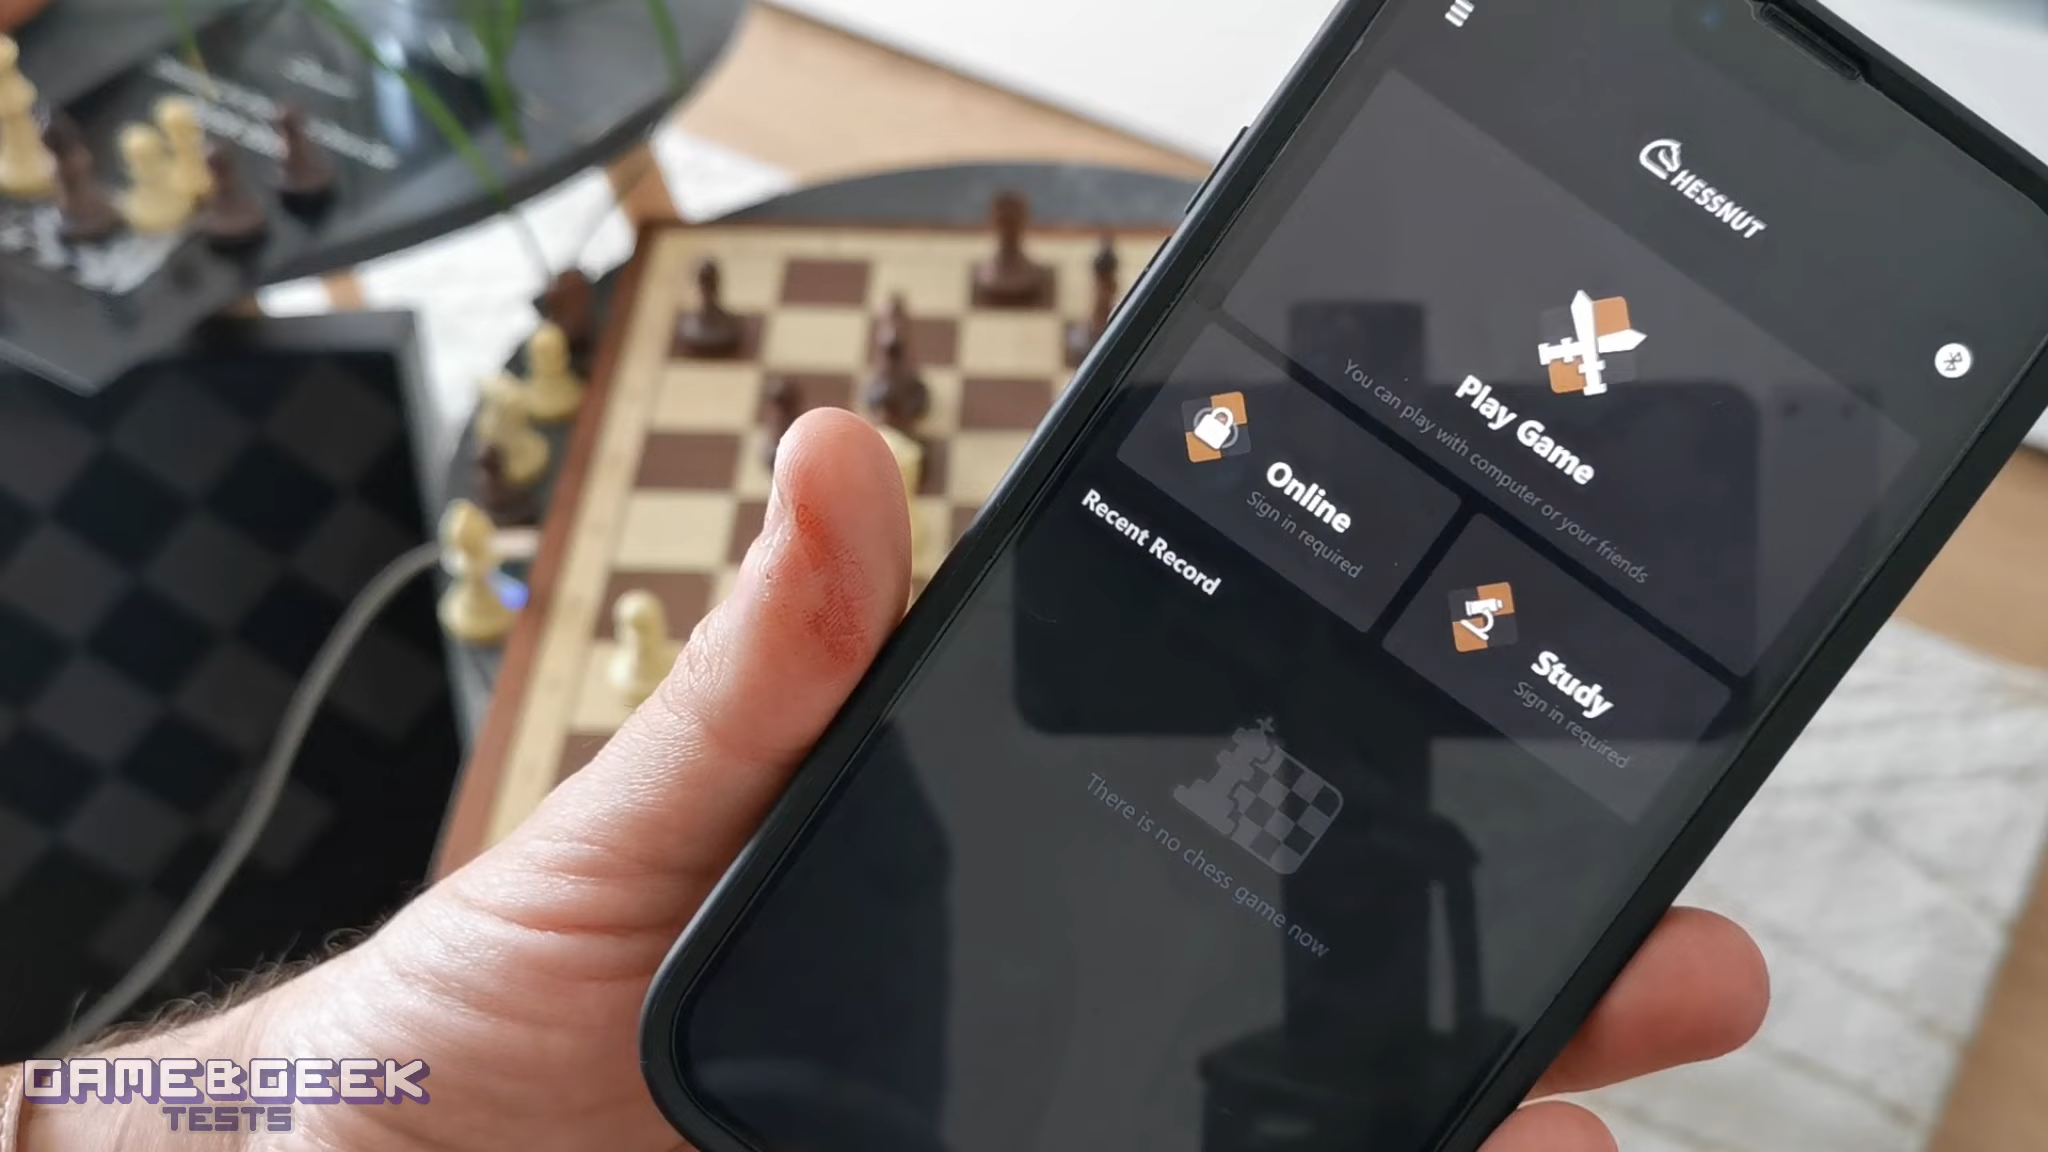 CHESSNUT
Play Game
You can play with computer or your friends
Online
Sign in required
Study
Sign in required
Recent Record
There is no chess game now
GAME&GEEK
TESTS